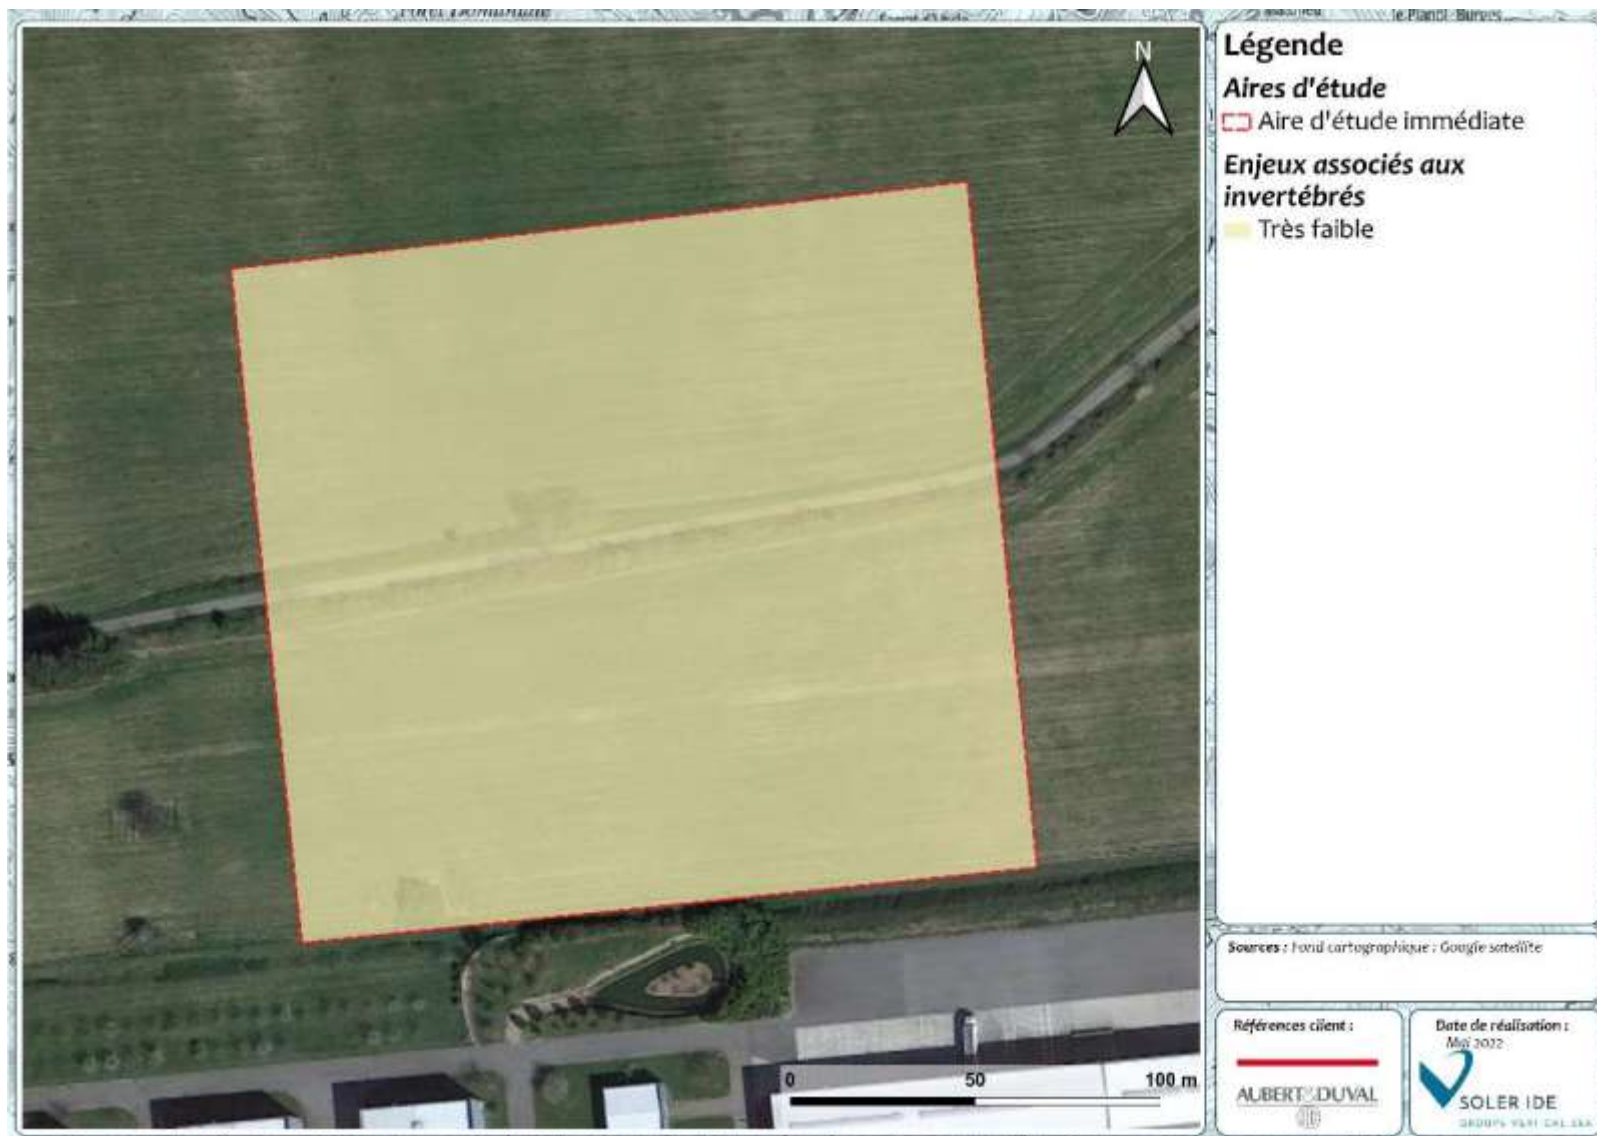 N
Légende
Aires d'étude
Aire d'étude immédiate
Enjeux associés aux
invertébrés
Très faible
Sources : Fond cartographique : Google satellite
Références client :
AUBERT & DUVAL
Date de réalisation :
Mai 2022
SOLER IDE
0 50 100 m